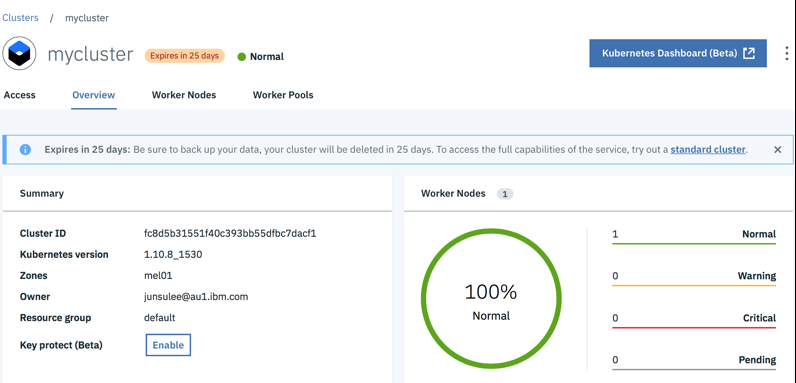 Clusters / mycluster
mycluster Expires in 25 days Normal Kubernetes Dashboard (Beta)
Access Overview Worker Nodes Worker Pools
Expires in 25 days: Be sure to back up your data, your cluster will be deleted in 25 days. To access the full capabilities of the service, try out a standard cluster.
Summary
Cluster ID fc8d5b31551f40c393bb55dfbc7dacf1
Kubernetes version 1.10.8_1530
Zones mel01
Owner junsulee@au1.ibm.com
Resource group default
Key protect (Beta) Enable
Worker Nodes 1
100%
Normal
1 Normal
0 Warning
0 Critical
0 Pending